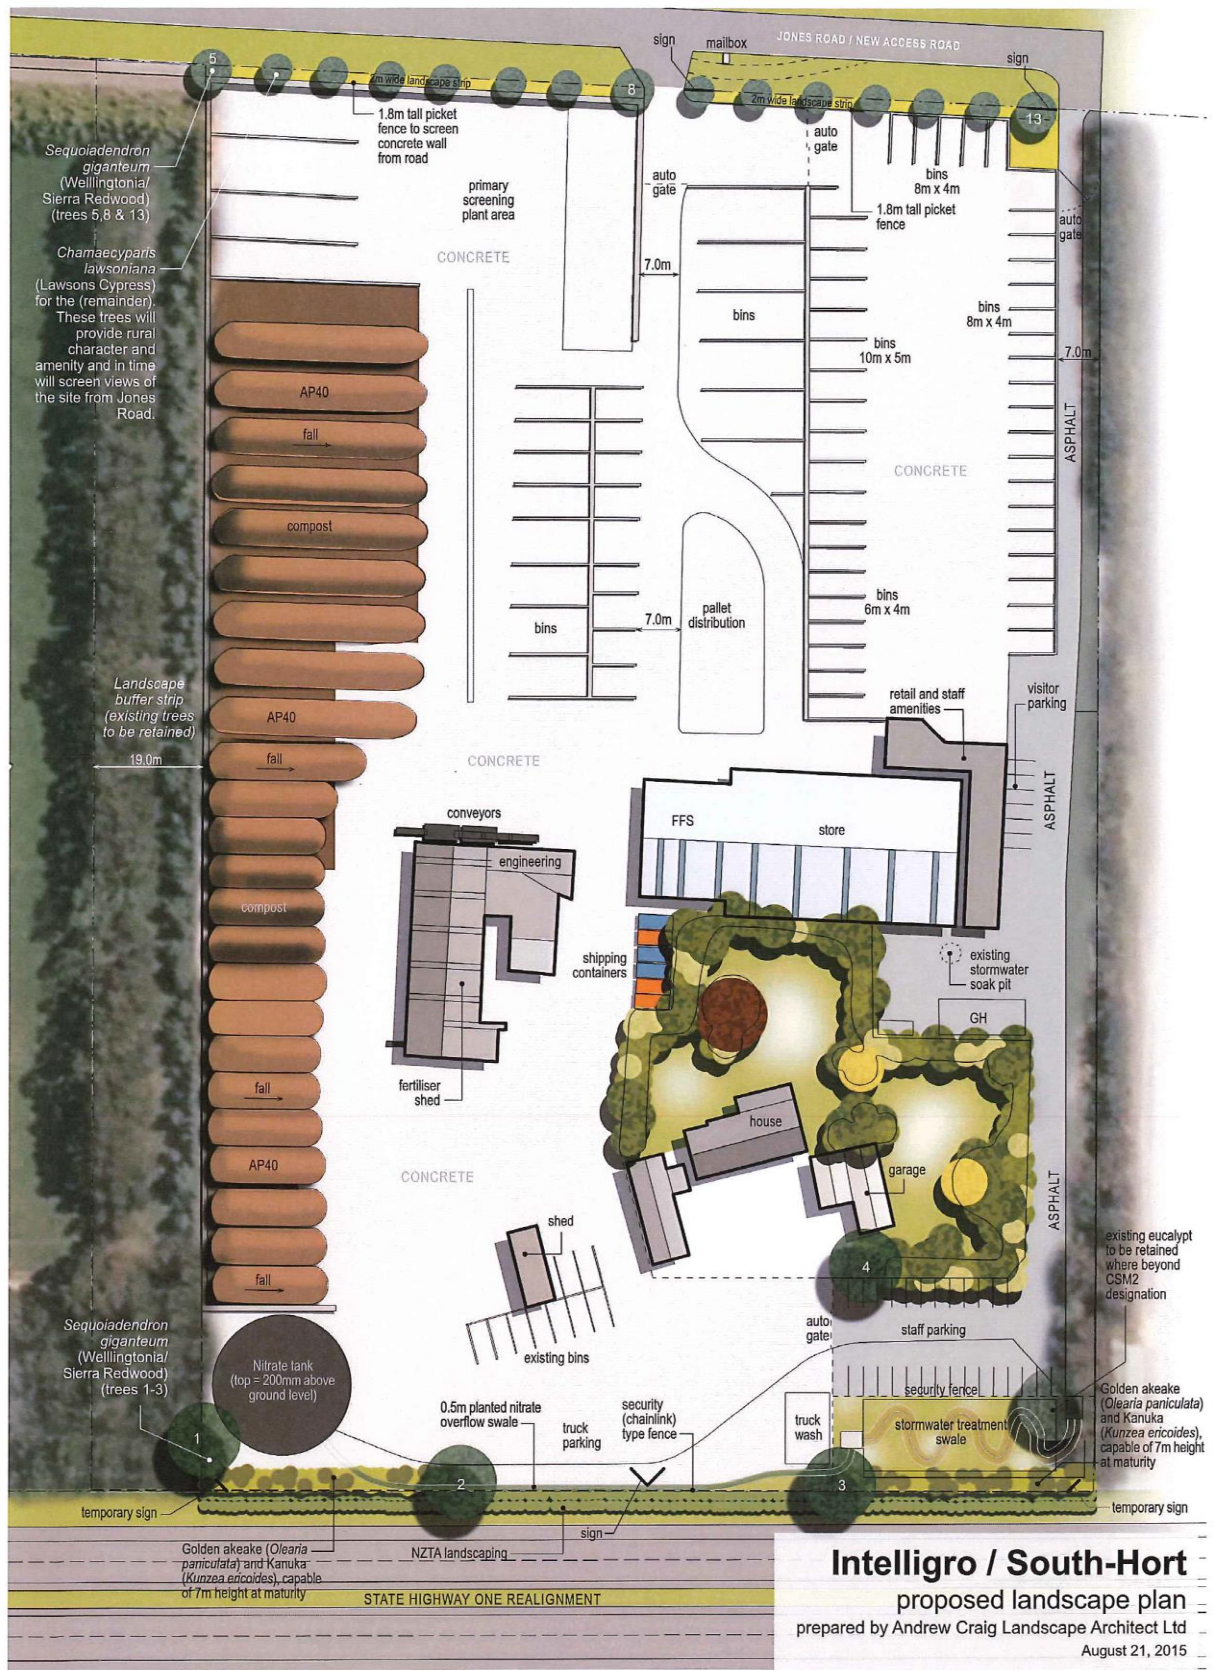 JONES ROAD / NEW ACCESS ROAD
sign
mailbox
sign
5
2m wide landscape strip
8
2m wide landscape strip
13
1.8m tall picket
fence to screen
concrete wall
from road
auto
gate
bins
8m x 4m
Sequoiadendron
giganteum
(Welllingtonia/
Sierra Redwood)
(trees 5,8 & 13)
primary
screening
plant area
auto
gate
1.8m tall picket
fence
auto
gate
Chamaecyparis
lawsoniana
(Lawsons Cypress)
for the (remainder).
These trees will
provide rural
character and
amenity and in time
will screen views of
the site from Jones
Road.
CONCRETE
7.0m
bins
bins
8m x 4m
bins
10m x 5m
7.0m
AP40
fall
ASPHALT
CONCRETE
compost
bins
6m x 4m
bins
7.0m
pallet
distribution
Landscape
buffer strip
(existing trees
to be retained)
19.0m
AP40
fall
retail and staff
amenities
visitor
parking
CONCRETE
ASPHALT
conveyors
FFS
store
engineering
compost
shipping
containers
existing
stormwater
soak pit
GH
fall
fertiliser
shed
house
AP40
CONCRETE
garage
ASPHALT
shed
existing eucalypt
to be retained
where beyond
CSM2
designation
4
fall
Sequoiadendron
giganteum
(Welllingtonia/
Sierra Redwood)
(trees 1-3)
auto
gate
staff parking
existing bins
Nitrate tank
(top = 200mm above
ground level)
security fence
Golden akeake
(Olearia paniculata)
and Kanuka
(Kunzea ericoides),
capable of 7m height
at maturity
0.5m planted nitrate
overflow swale
truck
parking
security
(chainlink)
type fence
truck
wash
stormwater treatment
swale
1
2
3
temporary sign
sign
temporary sign
Golden akeake (Olearia
paniculata) and Kanuka
(Kunzea ericoides), capable
of 7m height at maturity
NZTA landscaping
STATE HIGHWAY ONE REALIGNMENT
Intelligro / South-Hort
proposed landscape plan
prepared by Andrew Craig Landscape Architect Ltd
August 21, 2015